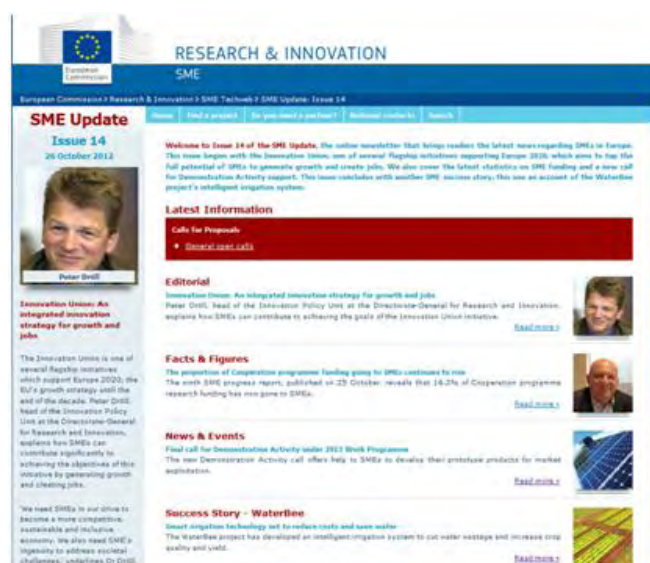 European
Commission
RESEARCH & INNOVATION
SME
European Commission > Research & Innovation > SME Techweb > SME Update: Issue 14
Home Find a project Do you need a partner? National contacts Search
SME Update
Issue 14
26 October 2012
Peter Dröll
Innovation Union: An
integrated innovation
strategy for growth and
jobs
The Innovation Union is one of
several flagship initiatives
which support Europe 2020, the
EU's growth strategy until the
end of the decade. Peter Dröll,
head of the Innovation Policy
Unit at the Directorate-General
for Research and Innovation,
explains how SMEs can
contribute significantly to
achieving the objectives of this
initiative by generating growth
and creating jobs.
'We need SMEs in our drive to
become a more competitive,
sustainable and inclusive
economy. We also need SME's
ingenuity to address societal
challenges,' underlines Dr Dröll.
Welcome to Issue 14 of the SME Update, the online newsletter that brings readers the latest news regarding SMEs in Europe.
This issue begins with the Innovation Union, one of several flagship initiatives supporting Europe 2020, which aims to tap the
full potential of SMEs to generate growth and create jobs. We also cover the latest statistics on SME funding and a new call
for Demonstration Activity support. This issue concludes with another SME success story, this one an account of the WaterBee
project's intelligent irrigation system.
Latest Information
Calls for Proposals
General open calls
Editorial
Innovation Union: An integrated innovation strategy for growth and jobs
Peter Dröll, head of the Innovation Policy Unit at the Directorate-General for Research and Innovation,
explains how SMEs can contribute to achieving the goals of the Innovation Union initiative.
Read more >
Facts & Figures
The proportion of Cooperation programme funding going to SMEs continues to rise
The ninth SME progress report, published on 25 October, reveals that 16.2% of Cooperation programme
research funding has now gone to SMEs.
Read more >
News & Events
Final call for Demonstration Activity under 2013 Work Programme
The new Demonstration Activity call offers help to SMEs to develop their prototype products for market
exploitation.
Read more >
Success Story - WaterBee
Smart irrigation technology set to reduce costs and save water
The WaterBee project has developed an intelligent irrigation system to cut water wastage and increase crop
quality and yield.
Read more >